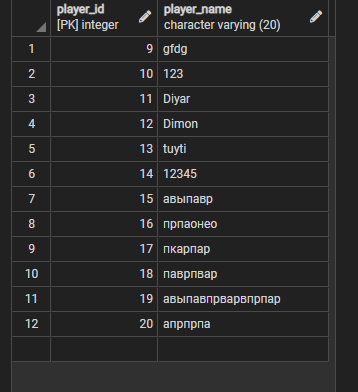 player_id player_name
[PK] integer character varying (20)
1 9 gfdg
2 10 123
3 11 Diyar
4 12 Dimon
5 13 tuyti
6 14 12345
7 15 авыпавр
8 16 прпаонео
9 17 пкарпар
10 18 паврпвар
11 19 авыпавпрварвпрпар
12 20 апрпрпа